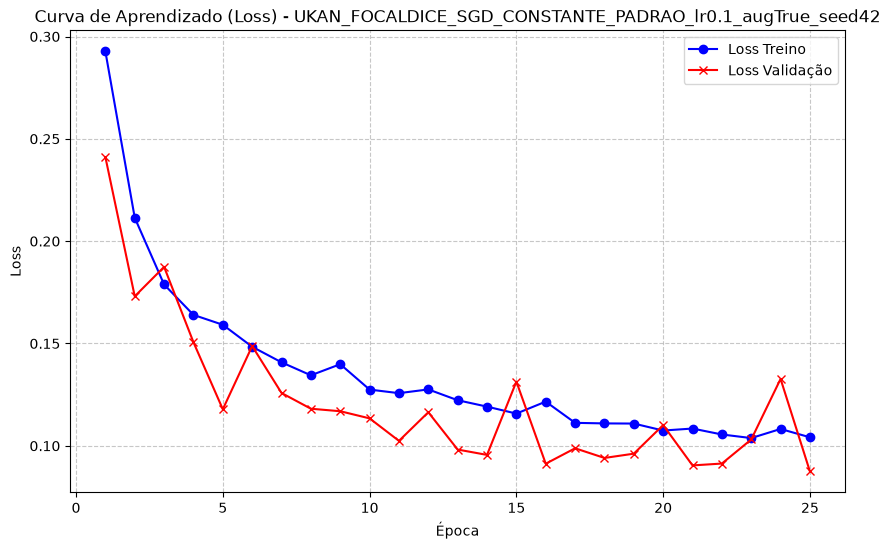 Curva de Aprendizado (Loss) - UKAN_FOCALDICE_SGD_CONSTANTE_PADRAO_lr0.1_augTrue_seed42
Loss Treino
Loss Validação
0.30
0.25
0.20
0.15
0.10
Loss
0
5
10
15
20
25
Época